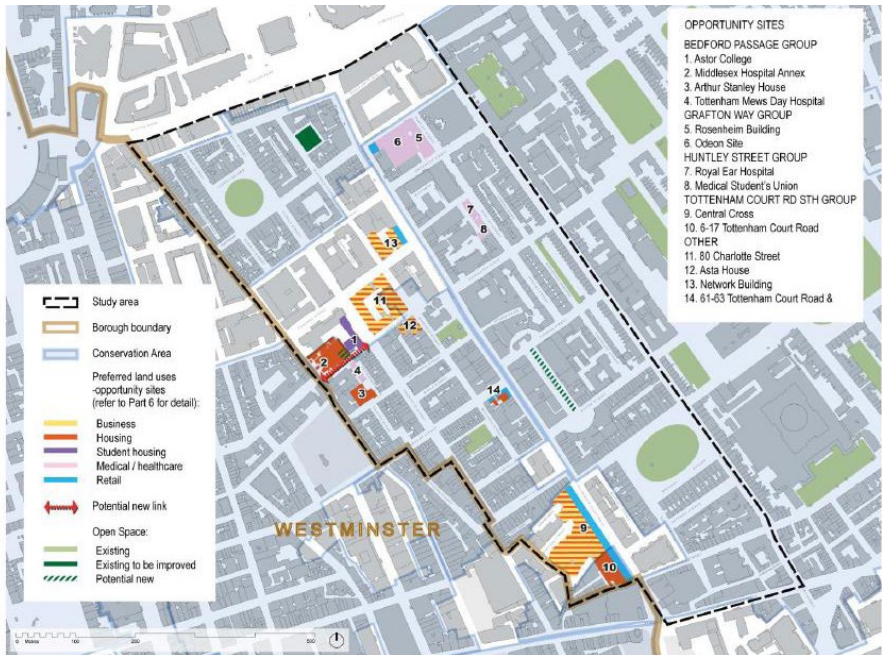 OPPORTUNITY SITES
BEDFORD PASSAGE GROUP
1. Astor College
2. Middlesex Hospital Annex
3. Arthur Stanley House
4. Tottenham Mews Day Hospital
GRAFTON WAY GROUP
5. Rosenheim Building
6. Odeon Site
HUNTLEY STREET GROUP
7. Royal Ear Hospital
8. Medical Student's Union
TOTTENHAM COURT RD STH GROUP
9. Central Cross
10. 6-17 Tottenham Court Road
OTHER
11. 80 Charlotte Street
12. Asta House
13. Network Building
14. 61-63 Tottenham Court Road &
6
5
7
8
13
11
12
1
2
4
3
14
9
10
Study area
Borough boundary
Conservation Area
Preferred land uses
-opportunity sites
(refer to Part 6 for detail):
Business
Housing
Student housing
Medical / healthcare
Retail
Potential new link
Open Space:
Existing
Existing to be improved
Potential new
WESTMINSTER
0 Metres 100 200 500